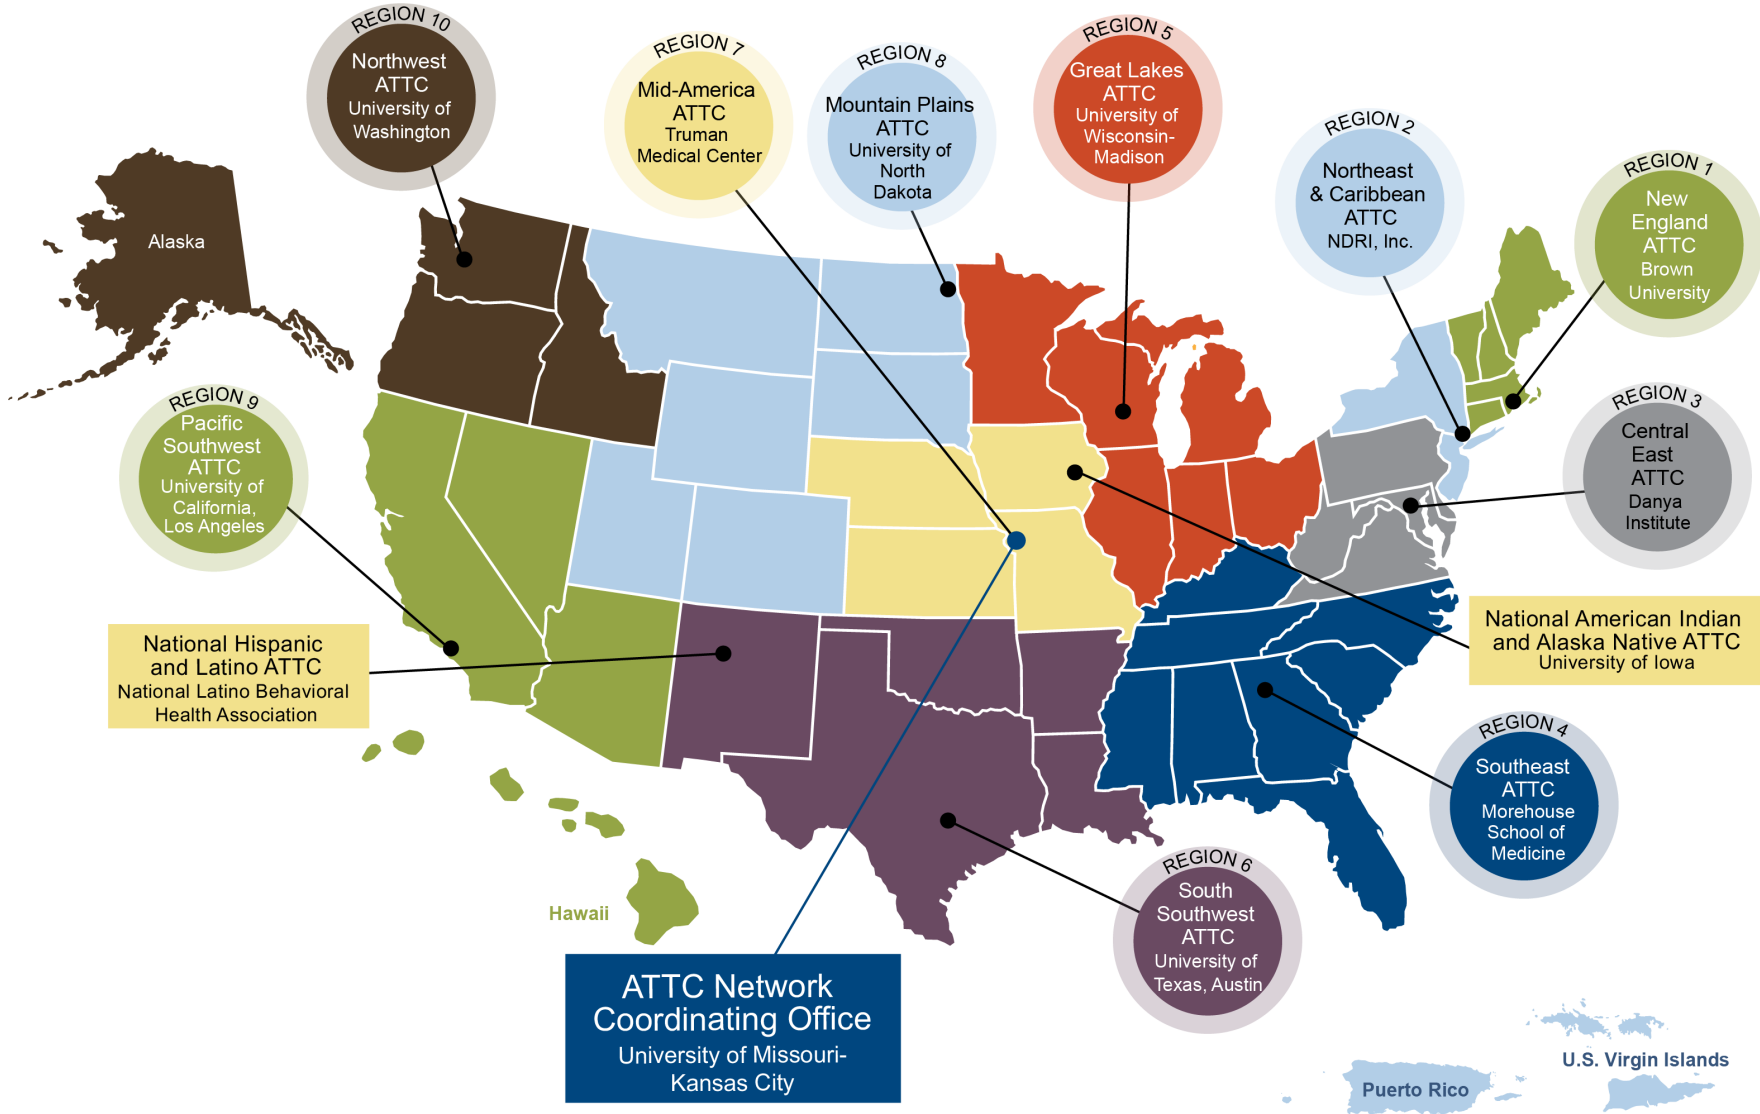 REGION 10
Northwest
ATTC
University of
Washington
REGION 7
Mid-America
ATTC
Truman
Medical Center
REGION 8
Mountain Plains
ATTC
University of
North
Dakota
REGION 5
Great Lakes
ATTC
University of
Wisconsin-
Madison
REGION 2
Northeast
& Caribbean
ATTC
NDRI, Inc.
REGION 1
New
England
ATTC
Brown
University
Alaska
REGION 9
Pacific
Southwest
ATTC
University of
California,
Los Angeles
REGION 3
Central
East
ATTC
Danya
Institute
National Hispanic
and Latino ATTC
National Latino Behavioral
Health Association
National American Indian
and Alaska Native ATTC
University of Iowa
REGION 4
Southeast
ATTC
Morehouse
School of
Medicine
REGION 6
South
Southwest
ATTC
University of
Texas, Austin
Hawaii
ATTC Network
Coordinating Office
University of Missouri-
Kansas City
U.S. Virgin Islands
Puerto Rico